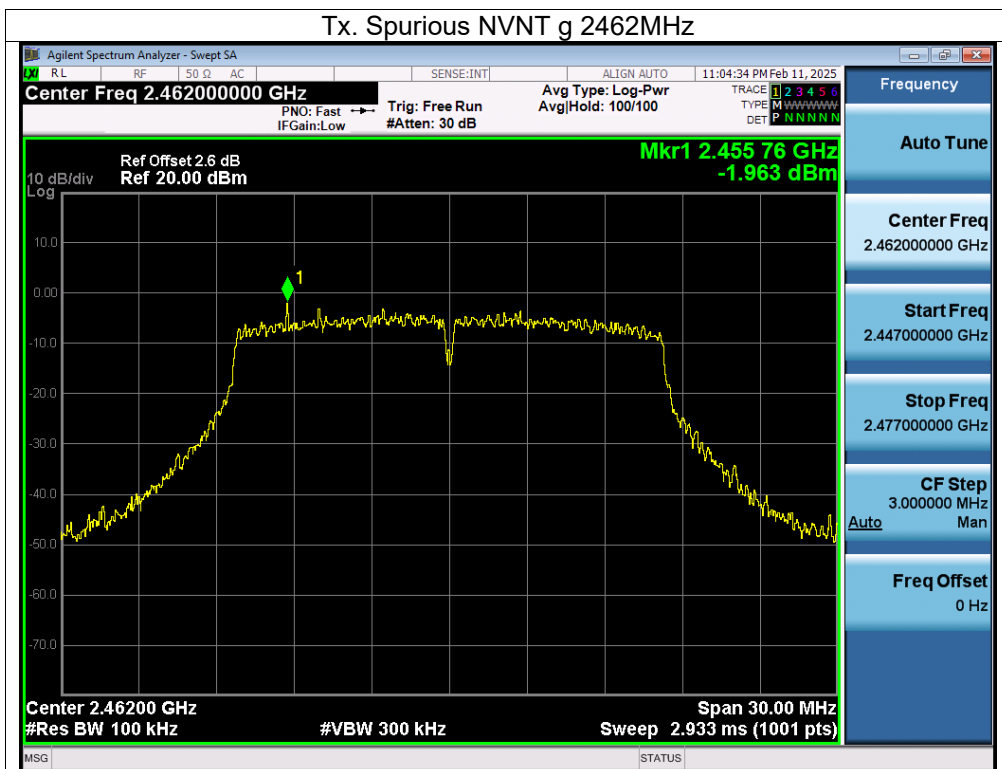 Tx. Spurious NVNT g 2462MHz
Agilent Spectrum Analyzer - Swept SA
LXI RL RF 50 Ω AC SENSE:INT ALIGN AUTO 11:04:34 PM Feb 11, 2025
Center Freq 2.462000000 GHz
PNO: Fast
IFGain:Low
Trig: Free Run
#Atten: 30 dB
Avg Type: Log-Pwr
Avg|Hold: 100/100
TRACE 1 2 3 4 5 6
TYPE M WWWWW
DET P N N N N N
Mkr1 2.455 76 GHz
-1.963 dBm
Ref Offset 2.6 dB
Ref 20.00 dBm
10 dB/div
Log
10.0
0.00
-10.0
-20.0
-30.0
-40.0
-50.0
-60.0
-70.0
1
Center 2.46200 GHz
Span 30.00 MHz
#Res BW 100 kHz
#VBW 300 kHz
Sweep 2.933 ms (1001 pts)
MSG
STATUS
Frequency
Auto Tune
Center Freq
2.462000000 GHz
Start Freq
2.447000000 GHz
Stop Freq
2.477000000 GHz
CF Step
3.000000 MHz
Auto Man
Freq Offset
0 Hz